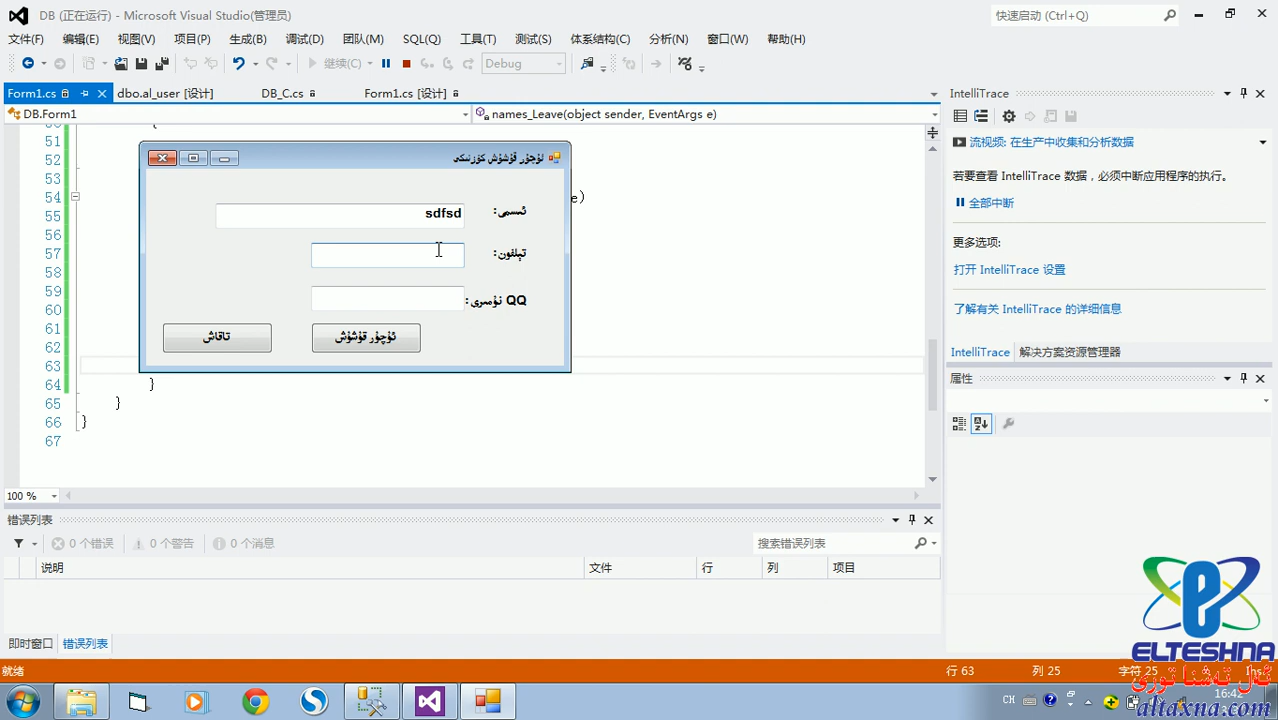 DB (正在运行) - Microsoft Visual Studio(管理员)
快速启动 (Ctrl+Q)
文件(F) 编辑(E) 视图(V) 项目(P) 生成(B) 调试(D) 团队(M) SQL(Q) 工具(T) 测试(S) 体系结构(C) 分析(N) 窗口(W) 帮助(H)
继续(C) Debug
Form1.cs dbo.al_user [设计] DB_C.cs Form1.cs [设计]
DB.Form1 names_Leave(object sender, EventArgs e)
51
52
53
54 e)
55
56
57
58
59
60
61
62
63
64 }
65 }
66 }
67
ئۇچۇر قوشۇش كۆزنىكى
ئىسمى: sdfsd
تېلفون:
QQ نۇمىرى:
ئۇچۇر قوشۇش
تاقاش
100 %
IntelliTrace
流视频: 在生产中收集和分析数据
若要查看 IntelliTrace 数据，必须中断应用程序的执行。
全部中断
更多选项:
打开 IntelliTrace 设置
了解有关 IntelliTrace 的详细信息
IntelliTrace 解决方案资源管理器
属性
错误列表
0 个错误 0 个警告 0 个消息 搜索错误列表
说明 文件 行 列 项目
即时窗口 错误列表
就绪 行 63 列 25 字符 25 Ins
ELTESHNA
ئەل تەشنا تورى
altaxna.com
CH 16:42